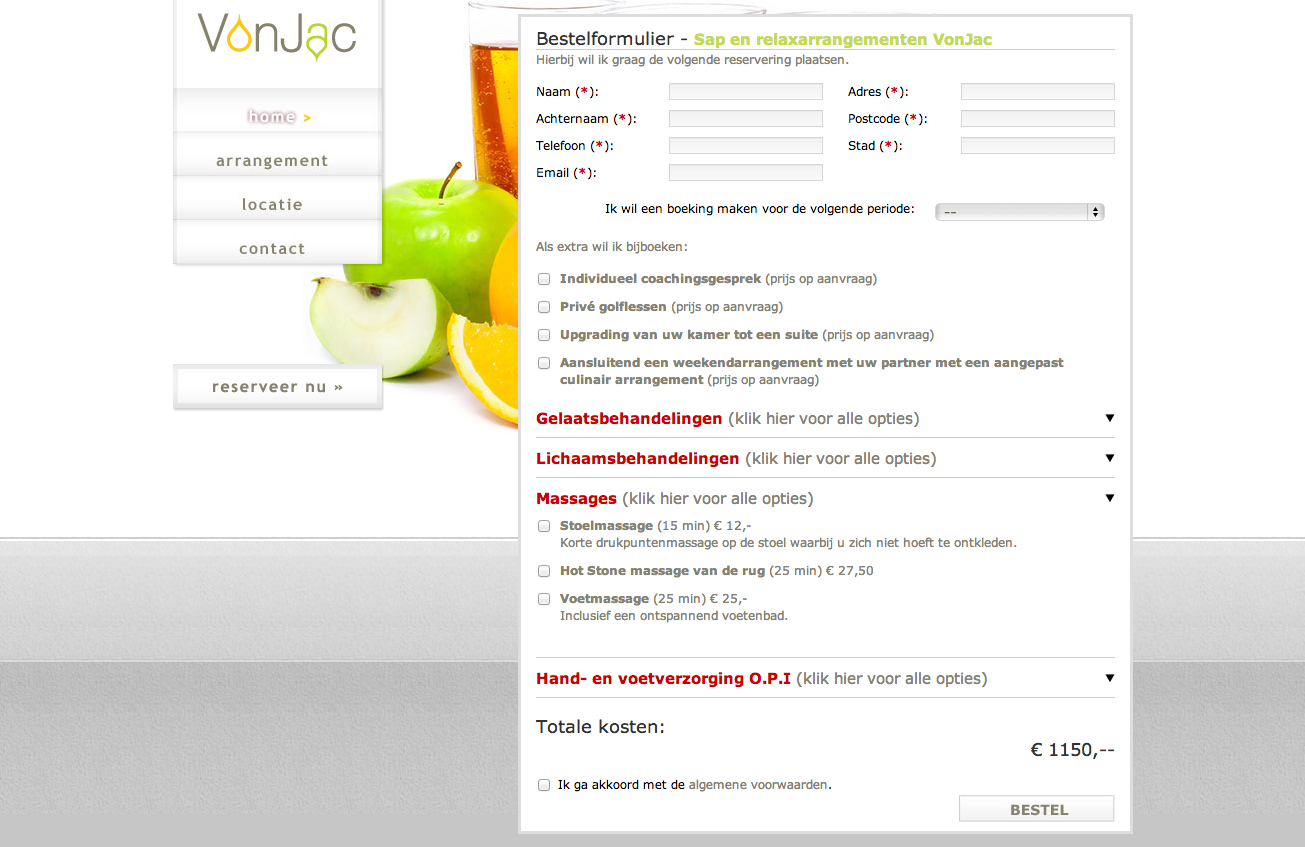 VonJac
home >
arrangement
locatie
contact
reserveer nu »
Bestelformulier - Sap en relaxarrangementen VonJac
Hierbij wil ik graag de volgende reservering plaatsen.
Naam (*): Adres (*):
Achternaam (*): Postcode (*):
Telefoon (*): Stad (*):
Email (*):
Ik wil een boeking maken voor de volgende periode: --
Als extra wil ik bijboeken:
Individueel coachingsgesprek (prijs op aanvraag)
Privé golflessen (prijs op aanvraag)
Upgrading van uw kamer tot een suite (prijs op aanvraag)
Aansluitend een weekendarrangement met uw partner met een aangepast
culinair arrangement (prijs op aanvraag)
Gelaatsbehandelingen (klik hier voor alle opties) ▼
Lichaamsbehandelingen (klik hier voor alle opties) ▼
Massages (klik hier voor alle opties) ▼
Stoelmassage (15 min) € 12,-
Korte drukpuntenmassage op de stoel waarbij u zich niet hoeft te ontkleden.
Hot Stone massage van de rug (25 min) € 27,50
Voetmassage (25 min) € 25,-
Inclusief een ontspannend voetenbad.
Hand- en voetverzorging O.P.I (klik hier voor alle opties) ▼
Totale kosten:
€ 1150,--
Ik ga akkoord met de algemene voorwaarden.
BESTEL